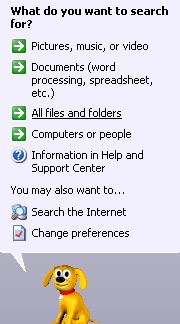 What do you want to search
for?
Pictures, music, or video
Documents (word
processing, spreadsheet,
etc.)
All files and folders
Computers or people
Information in Help and
Support Center
You may also want to...
Search the Internet
Change preferences